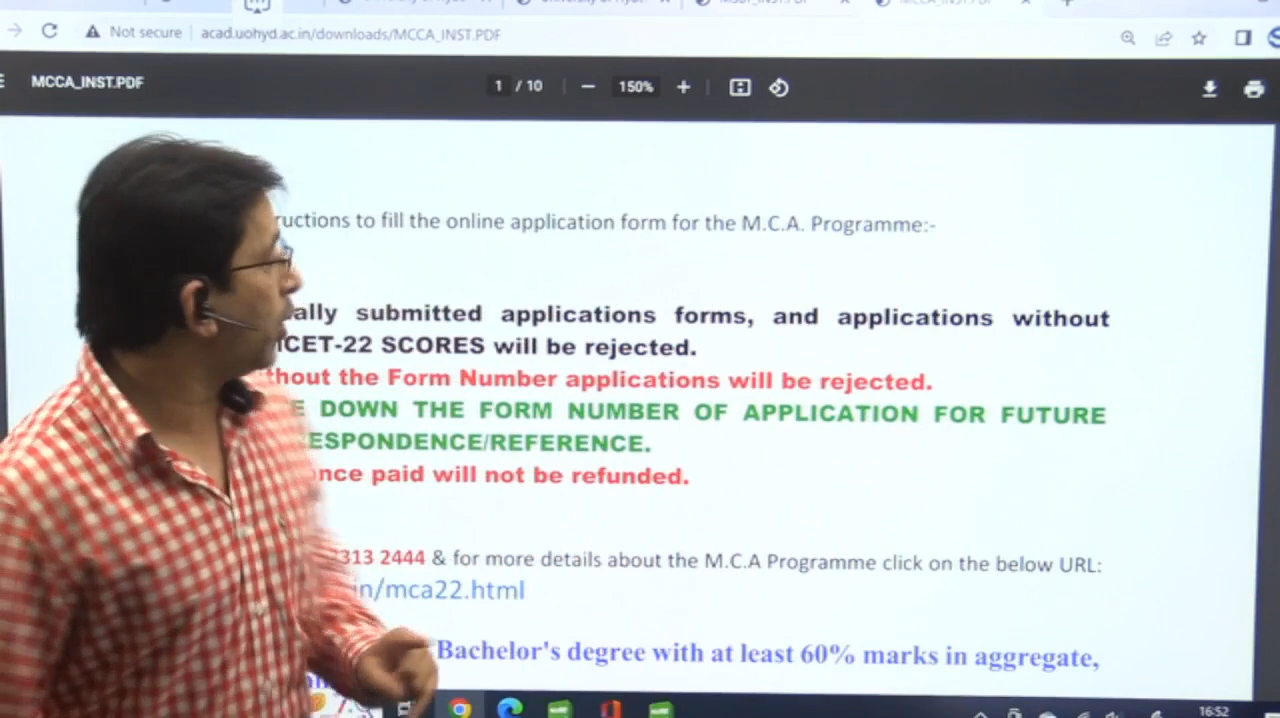 Not secure acad.uohyd.ac.in/downloads/MCCA_INST.PDF
MCCA_INST.PDF 1 / 10 150%
ructions to fill the online application form for the M.C.A. Programme:-
ally submitted applications forms, and applications without
CET-22 SCORES will be rejected.
thout the Form Number applications will be rejected.
E DOWN THE FORM NUMBER OF APPLICATION FOR FUTURE
ESPONDENCE/REFERENCE.
nce paid will not be refunded.
313 2444 & for more details about the M.C.A Programme click on the below URL:
in/mca22.html
Bachelor's degree with at least 60% marks in aggregate,
16:52